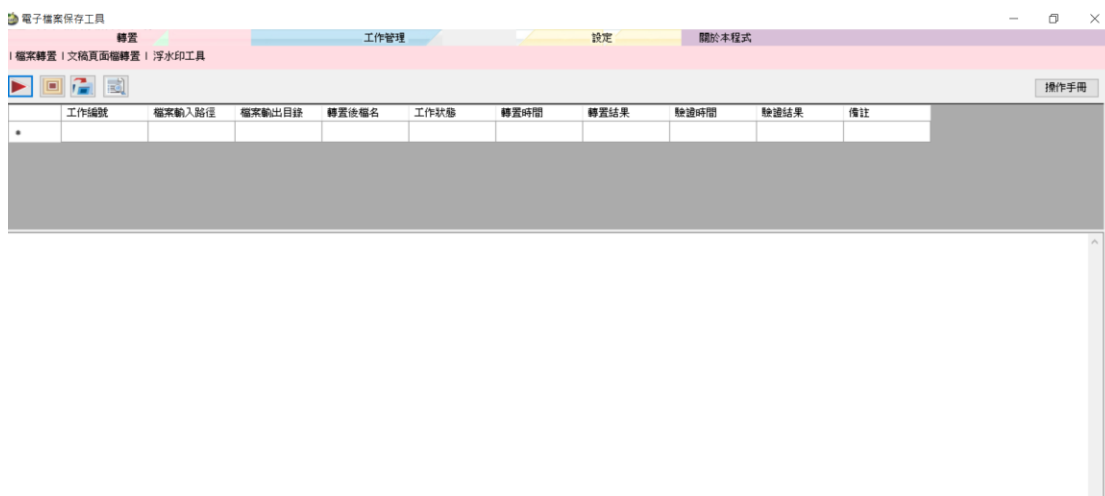 電子檔案保存工具
轉置 工作管理 設定 關於本程式
| 檔案轉置 | 文稿頁面檔轉置 | 浮水印工具
操作手冊
工作編號 檔案輸入路徑 檔案輸出目錄 轉置後檔名 工作狀態 轉置時間 轉置結果 驗證時間 驗證結果 備註
*